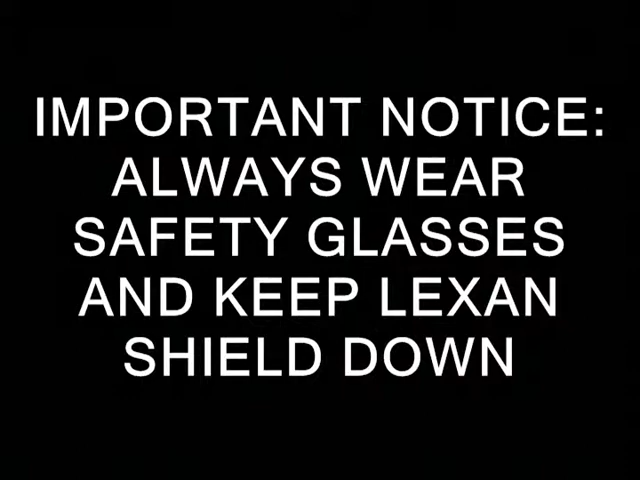 IMPORTANT NOTICE:
ALWAYS WEAR
SAFETY GLASSES
AND KEEP LEXAN
SHIELD DOWN